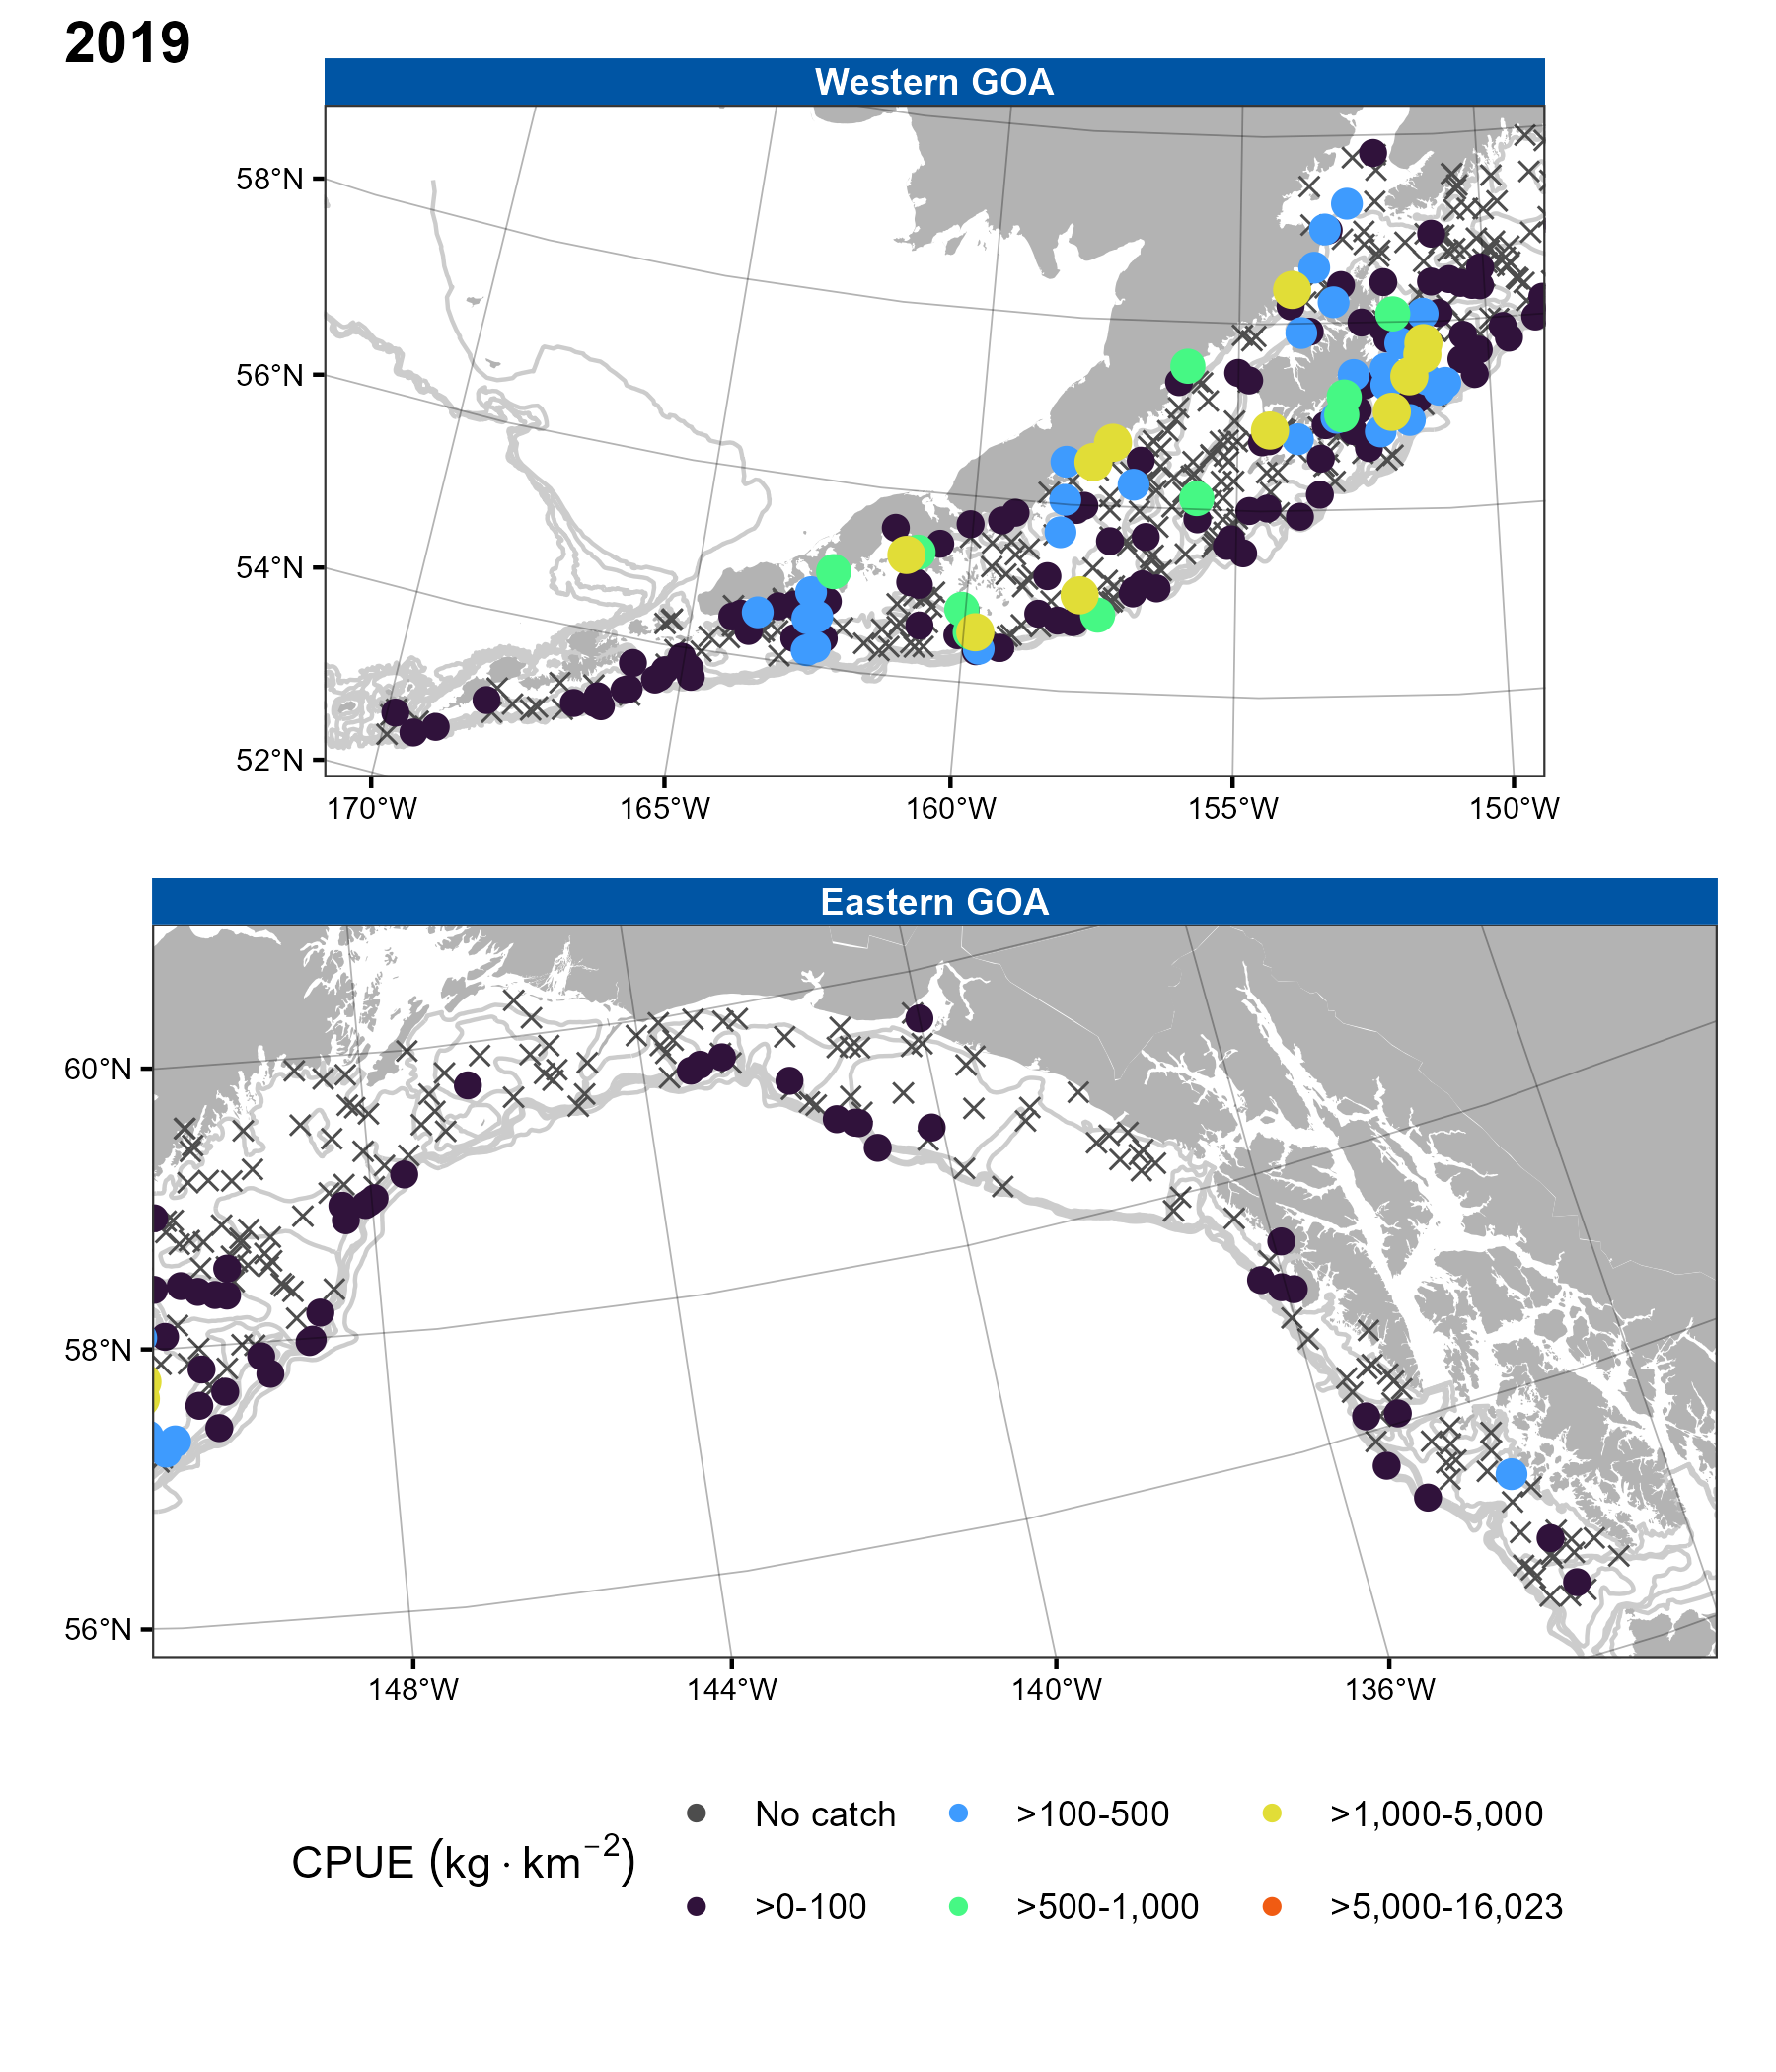 2019
Western GOA
58°N
56°N
54°N
52°N
170°W 165°W 160°W 155°W 150°W
Eastern GOA
60°N
58°N
56°N
148°W 144°W 140°W 136°W
CPUE (kg · km⁻²)
No catch >100-500 >1,000-5,000
>0-100 >500-1,000 >5,000-16,023